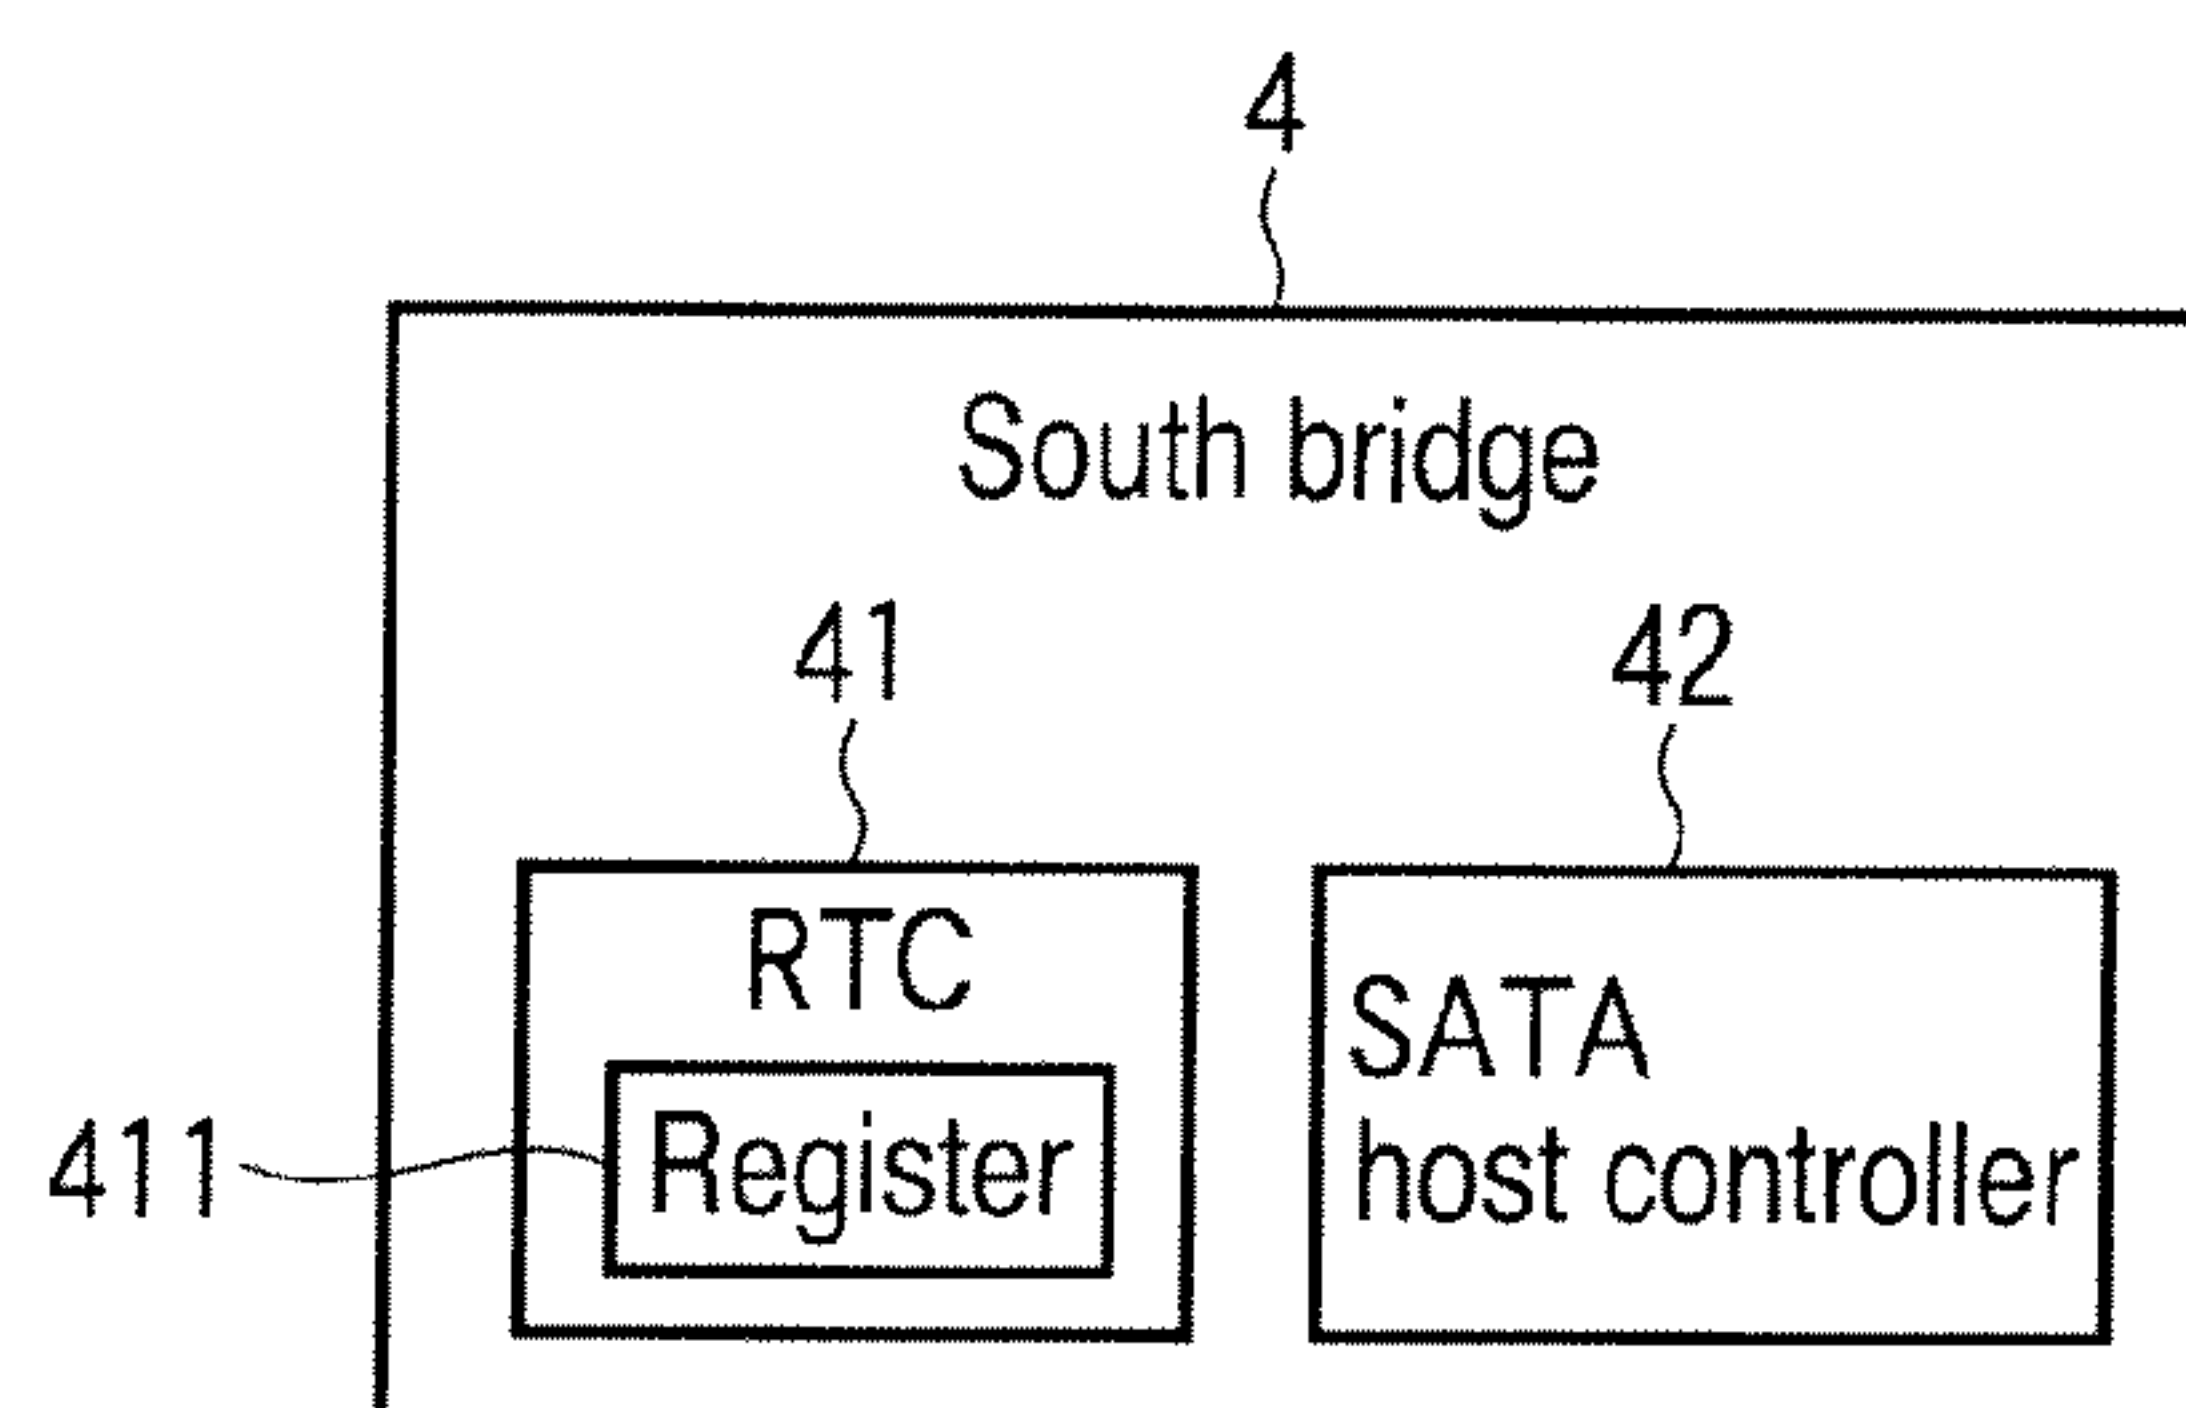 4
South bridge
41
42
RTC
SATA
host controller
411
Register